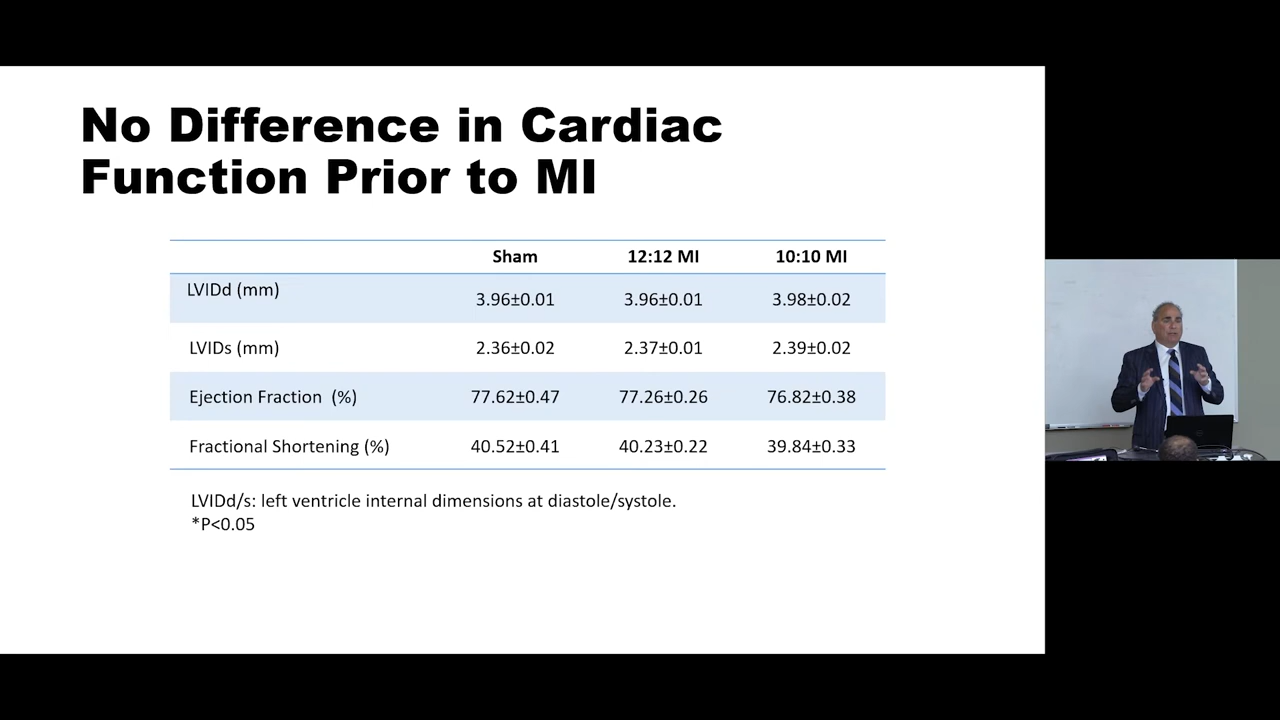 No Difference in Cardiac
Function Prior to MI
Sham 12:12 MI 10:10 MI
LVIDd (mm) 3.96±0.01 3.96±0.01 3.98±0.02
LVIDs (mm) 2.36±0.02 2.37±0.01 2.39±0.02
Ejection Fraction (%) 77.62±0.47 77.26±0.26 76.82±0.38
Fractional Shortening (%) 40.52±0.41 40.23±0.22 39.84±0.33
LVIDd/s: left ventricle internal dimensions at diastole/systole.
*P<0.05